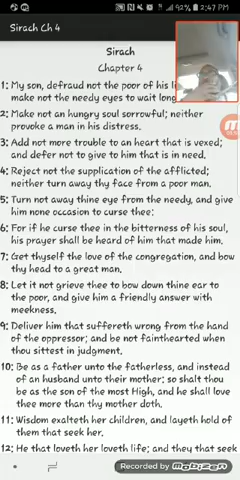 2:47 PM
Sirach Ch 4
Sirach
Chapter 4
1: My son, defraud not the poor of his
make not the needy eyes to wait long
2: Make not an hungry soul sorrowful; neither
provoke a man in his distress.
3: Add not more trouble to an heart that is vexed;
and defer not to give to him that is in need.
4: Reject not the supplication of the afflicted;
neither turn away thy face from a poor man.
5: Turn not away thine eye from the needy, and give
him none occasion to curse thee:
6: For if he curse thee in the bitterness of his soul,
his prayer shall be heard of him that made him.
7: Get thyself the love of the congregation, and bow
thy head to a great man.
8: Let it not grieve thee to bow down thine ear to
the poor, and give him a friendly answer with
meekness.
9: Deliver him that suffereth wrong from the hand
of the oppressor; and be not fainthearted when
thou sittest in judgment.
10: Be as a father unto the fatherless, and instead
of an husband unto their mother: so shalt thou
be as the son of the most High, and he shall
love thee more than thy mother doth.
11: Wisdom exalteth her children, and layeth hold of
them that seek her.
12: He that loveth her loveth life; and they that seek
Recorded by
mobizen